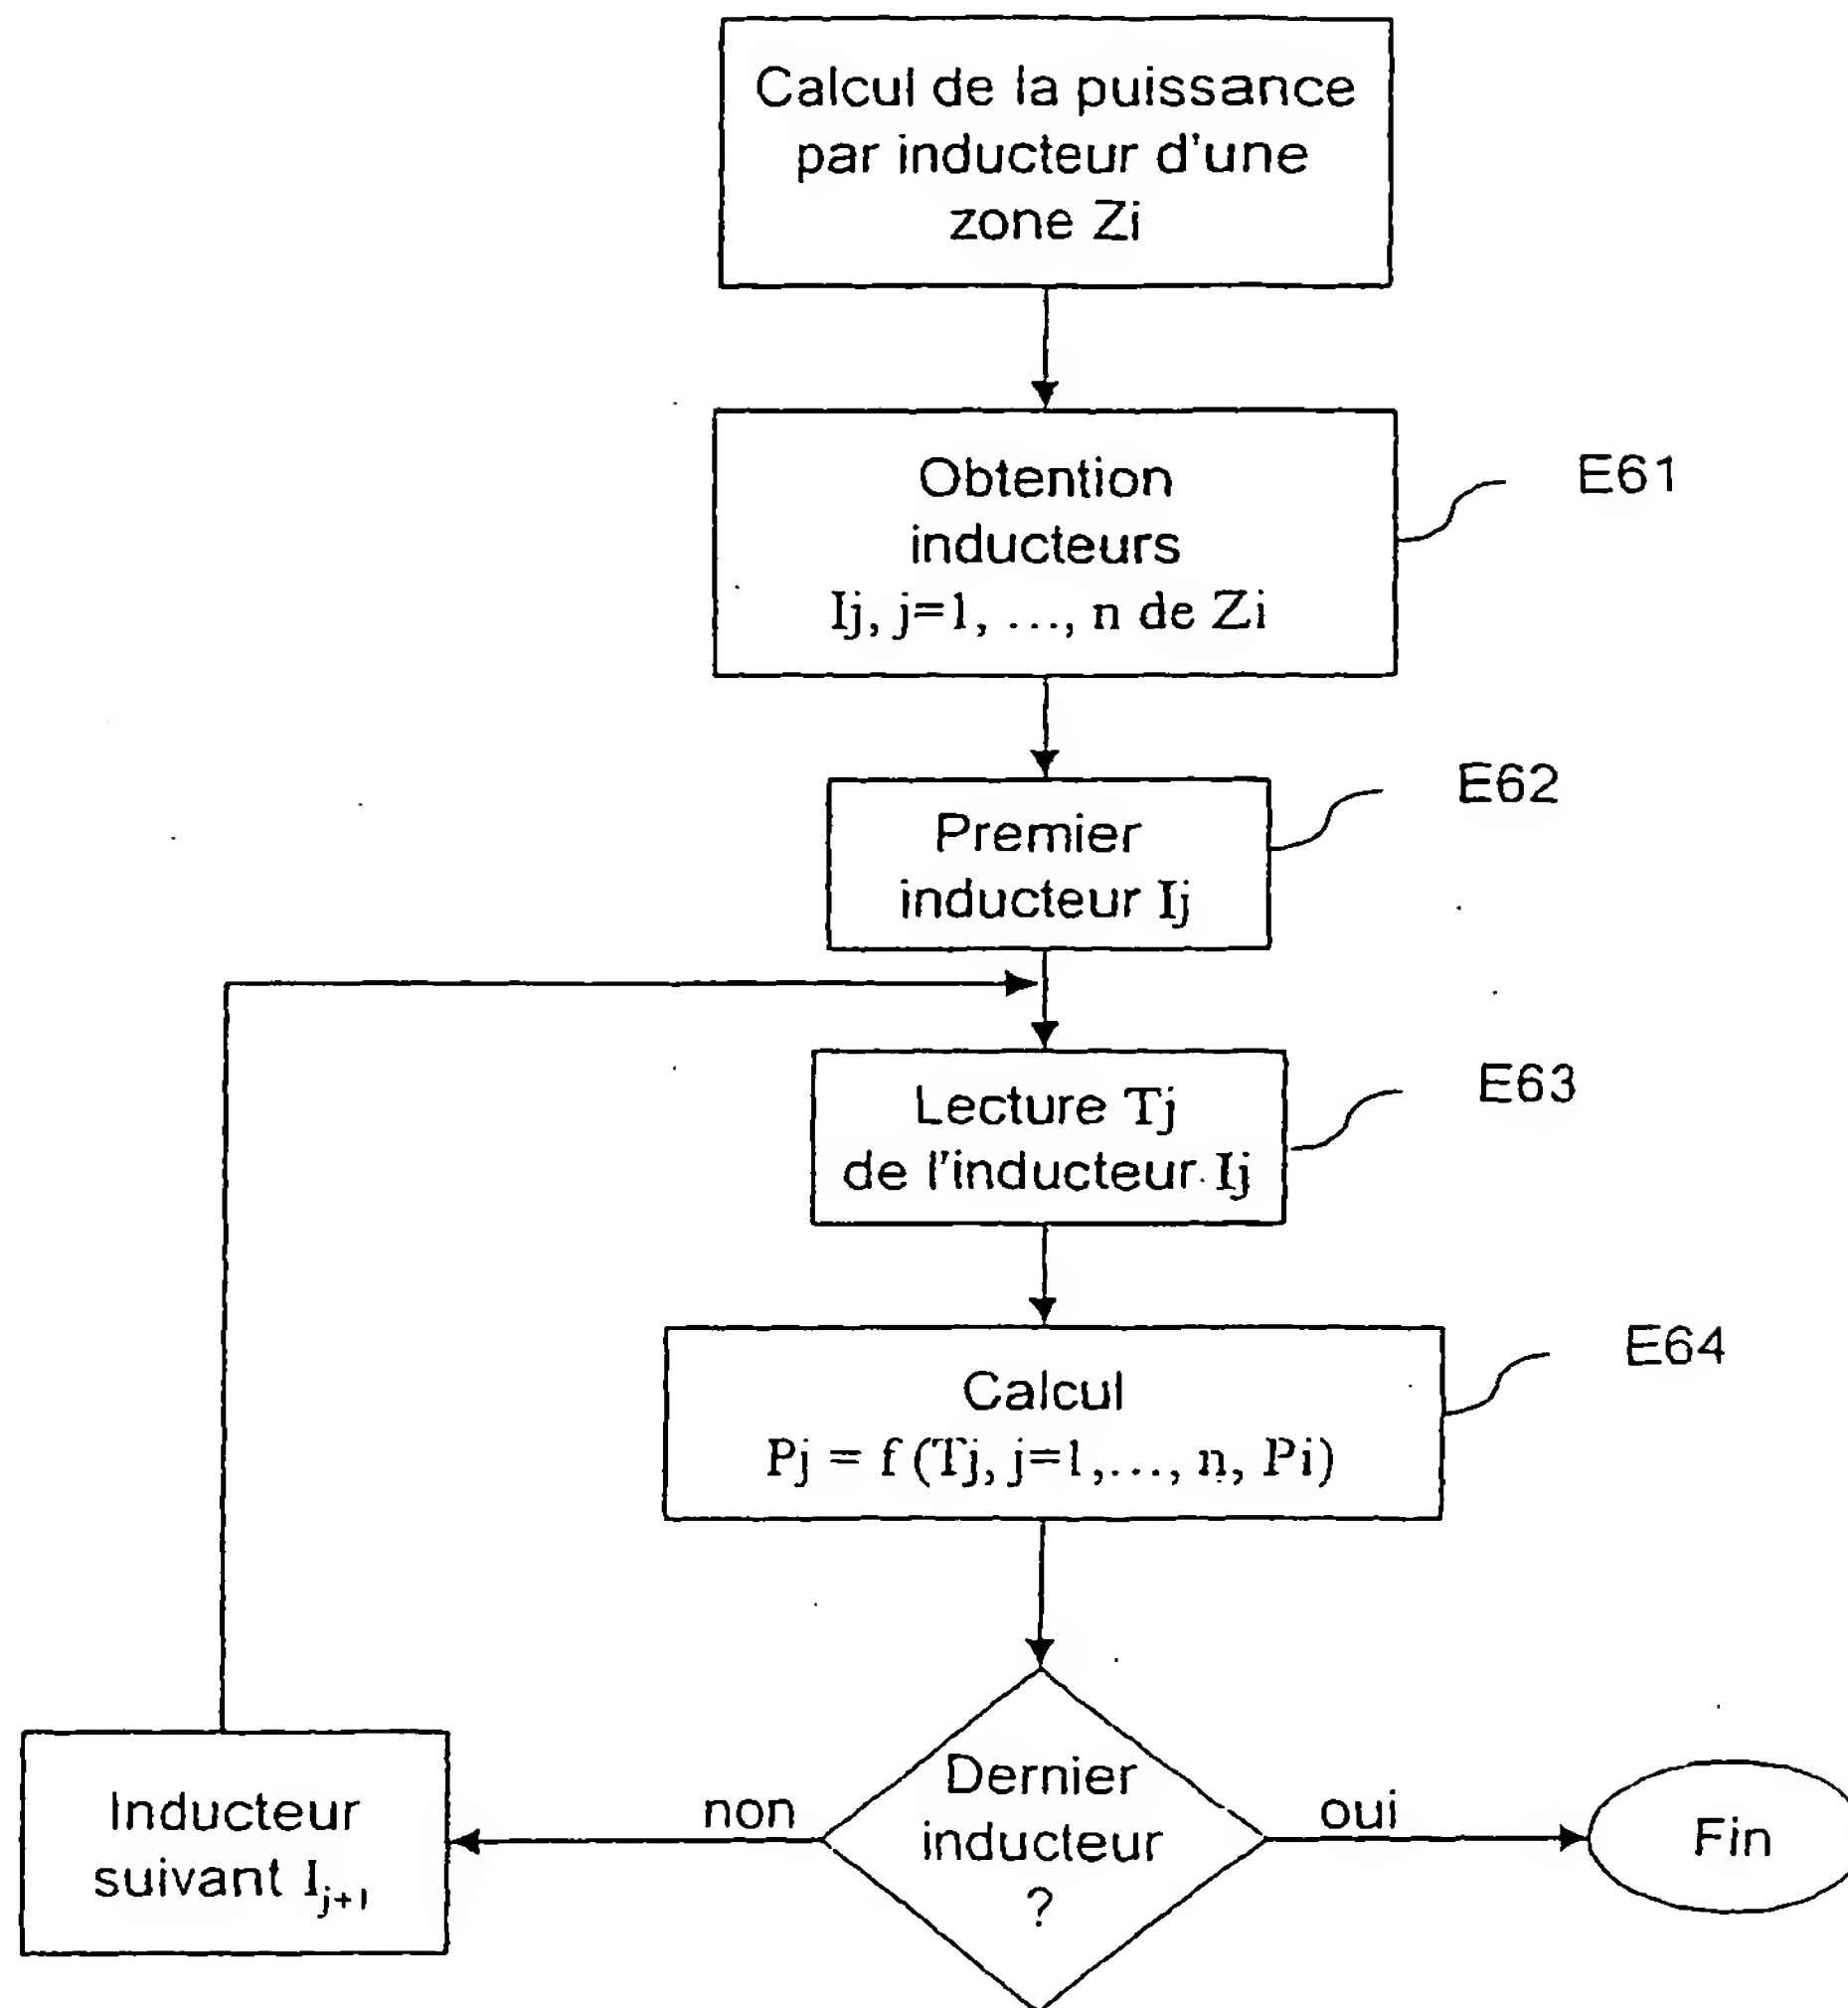 Calcul de la puissance
par inducteur d'une
zone Zi
Obtention
inducteurs
Ij, j=1, ..., n de Zi
E61
Premier
inducteur Ij
E62
Lecture Tj
de l'inducteur Ij
E63
Calcul
Pj = f (Tj, j=1,..., n, Pi)
E64
Dernier
inducteur
?
non
oui
Inducteur
suivant I_{j+1}
Fin